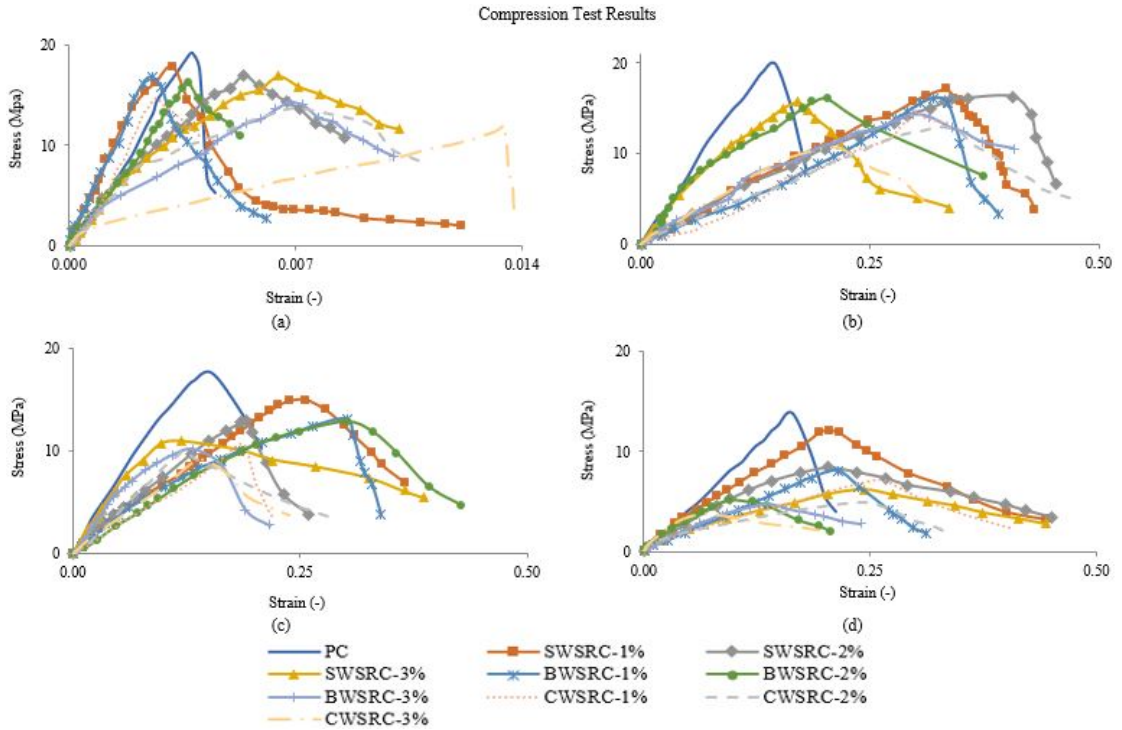 Compression Test Results
20
10
0
Stress (Mpa)
0.000 0.007 0.014
Strain (-)
(a)
20
10
0
Stress (MPa)
0.00 0.25 0.50
Strain (-)
(b)
20
10
0
Stress (MPa)
0.00 0.25 0.50
Strain (-)
(c)
20
10
0
Stress (MPa)
0.00 0.25 0.50
Strain (-)
(d)
PC SWSRC-1% SWSRC-2%
SWSRC-3% BWSRC-1% BWSRC-2%
BWSRC-3% CWSRC-1% CWSRC-2%
CWSRC-3%